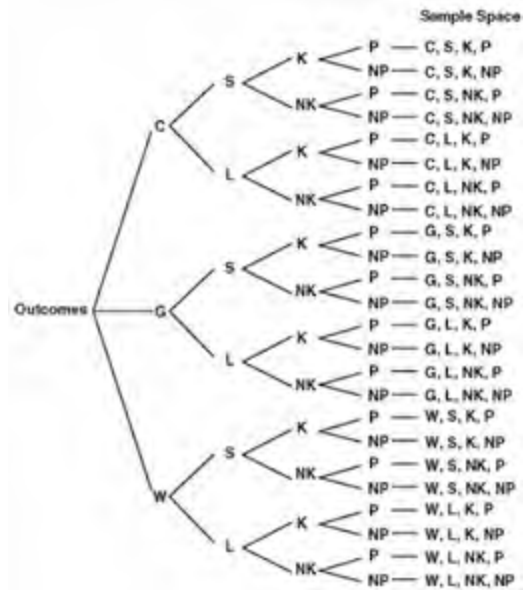 Sample Space
P C, S, K, P
K
NP C, S, K, NP
S
P C, S, NK, P
NK
NP C, S, NK, NP
C
P C, L, K, P
K
NP C, L, K, NP
L
P C, L, NK, P
NK
NP C, L, NK, NP
P G, S, K, P
K
NP G, S, K, NP
S
P G, S, NK, P
NK
NP G, S, NK, NP
Outcomes G
P G, L, K, P
K
NP G, L, K, NP
L
P G, L, NK, P
NK
NP G, L, NK, NP
P W, S, K, P
K
NP W, S, K, NP
S
P W, S, NK, P
NK
NP W, S, NK, NP
W
P W, L, K, P
K
NP W, L, K, NP
L
P W, L, NK, P
NK
NP W, L, NK, NP